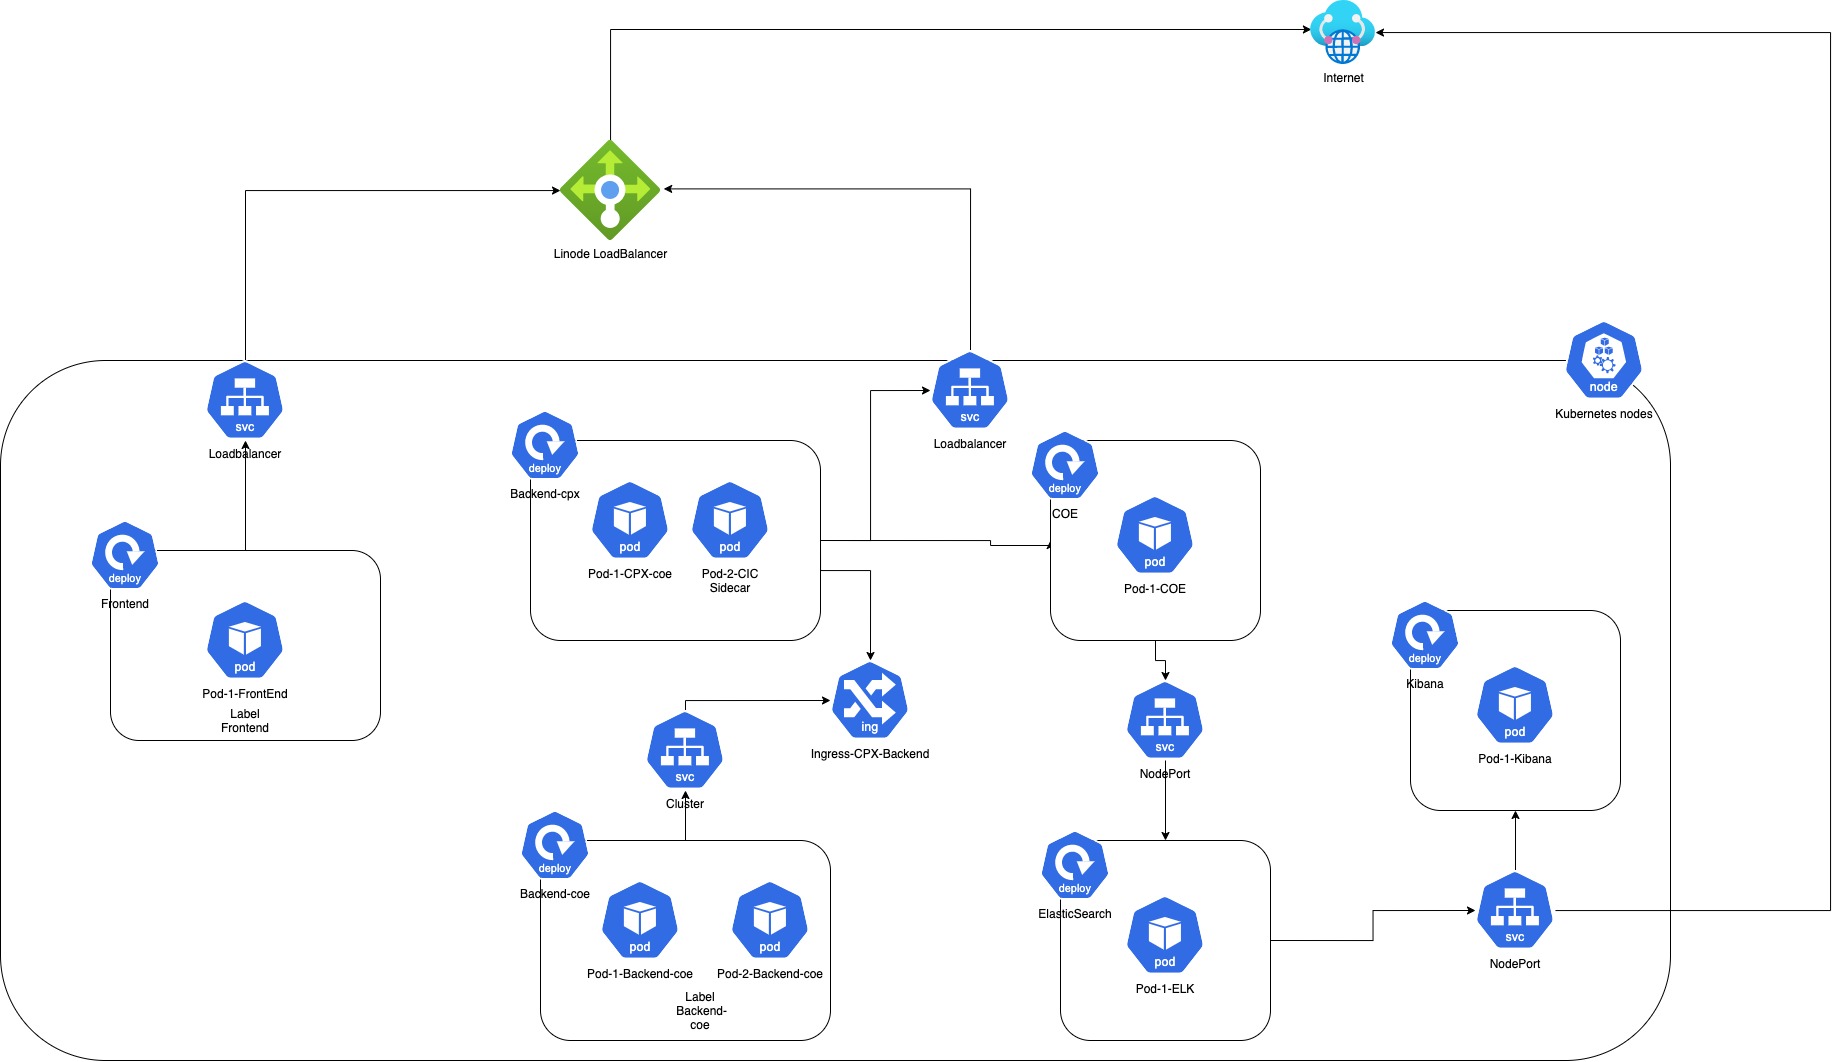 Internet
Linode LoadBalancer
node
Kubernetes nodes
svc
Loadbalancer
svc
Loadbalancer
deploy
Backend-cpx
pod
Pod-1-CPX-coe
pod
Pod-2-CIC
Sidecar
deploy
COE
pod
Pod-1-COE
deploy
Frontend
pod
Pod-1-FrontEnd
Label
Frontend
ing
Ingress-CPX-Backend
svc
Cluster
svc
NodePort
deploy
Kibana
pod
Pod-1-Kibana
deploy
Backend-coe
pod
Pod-1-Backend-coe
pod
Pod-2-Backend-coe
Label
Backend-
coe
deploy
ElasticSearch
pod
Pod-1-ELK
svc
NodePort